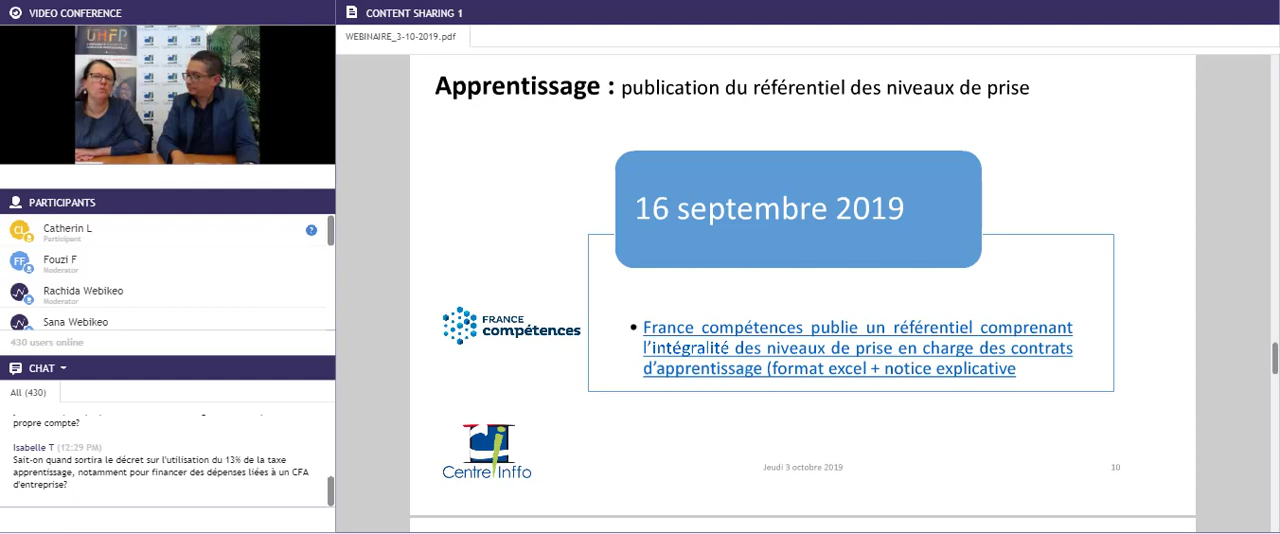 VIDEO CONFERENCE
UHFP
PARTICIPANTS
CL
Catherin L
Participant
?
FF
Fouzi F
Moderator
Rachida Webikeo
Moderator
Sana Webikeo
430 users online
CHAT
All (430)
propre compte?
Isabelle T (12:29 PM)
Sait-on quand sortira le décret sur l'utilisation du 13% de la taxe
apprentissage, notamment pour financer des dépenses liées à un CFA
d'entreprise?
CONTENT SHARING 1
WEBINAIRE_3-10-2019.pdf
Apprentissage : publication du référentiel des niveaux de prise
16 septembre 2019
FRANCE
compétences
• France compétences publie un référentiel comprenant
l'intégralité des niveaux de prise en charge des contrats
d'apprentissage (format excel + notice explicative
Centre Inffo
Jeudi 3 octobre 2019
10